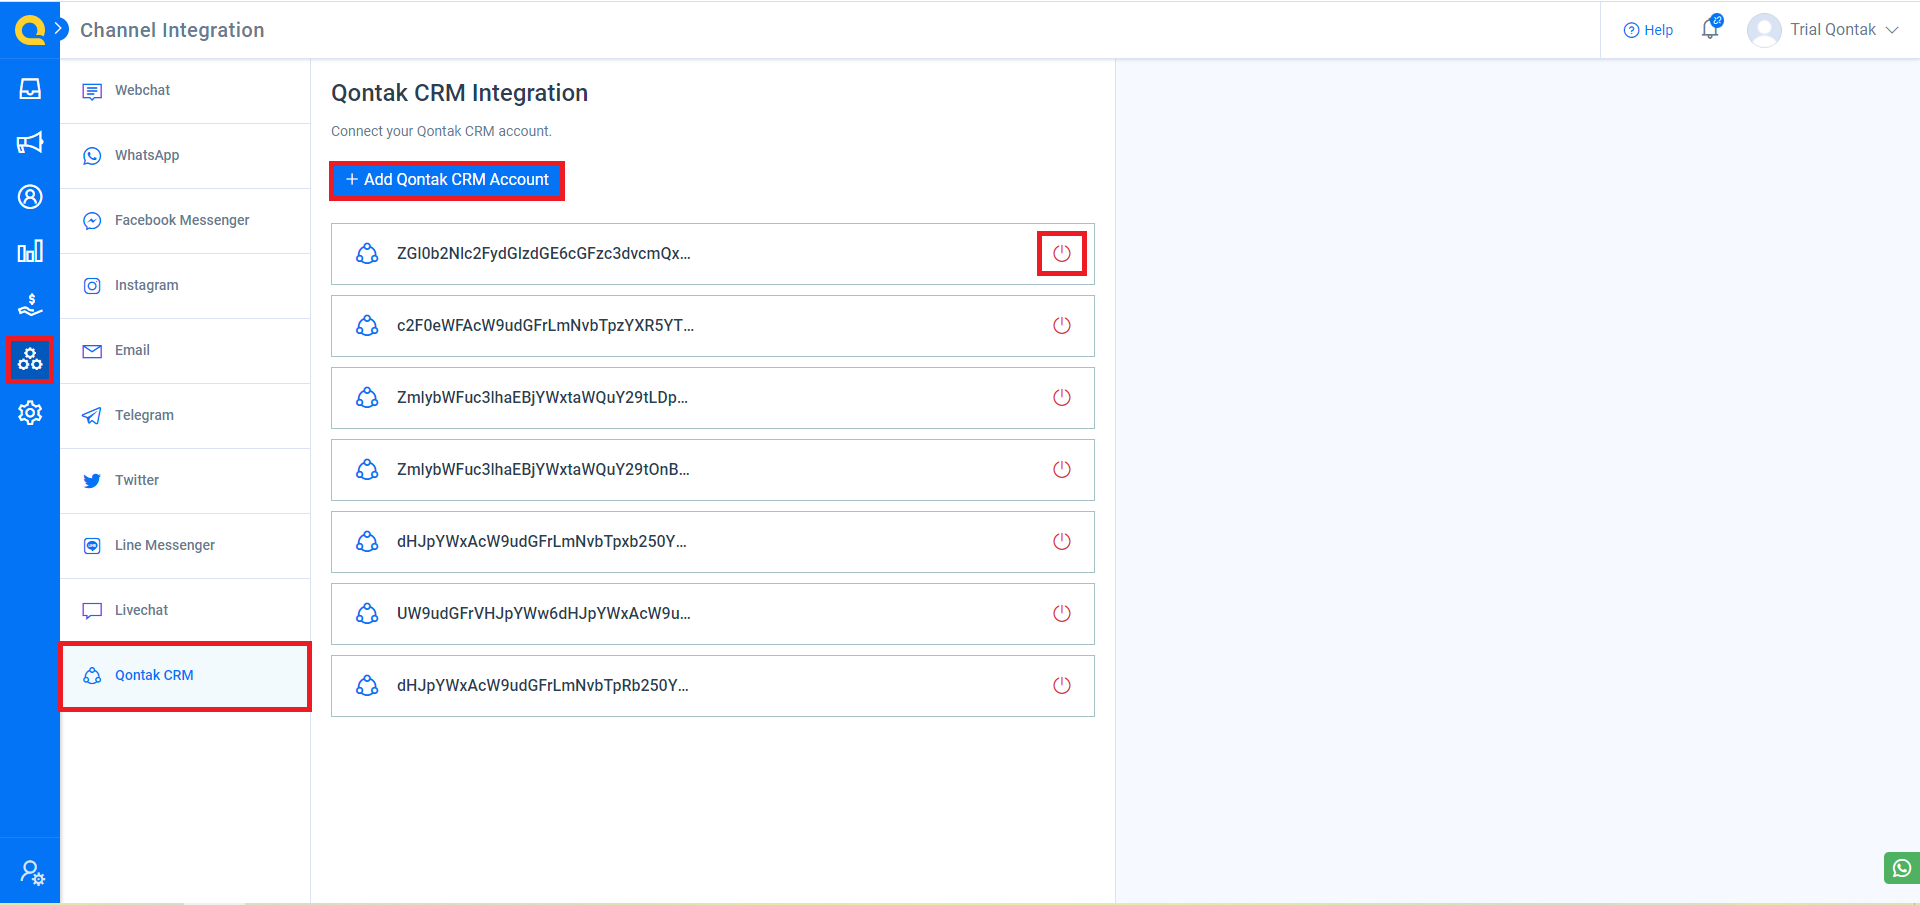 Channel Integration
Help
Trial Qontak
Webchat
WhatsApp
Facebook Messenger
Instagram
Email
Telegram
Twitter
Line Messenger
Livechat
Qontak CRM
Qontak CRM Integration
Connect your Qontak CRM account.
+ Add Qontak CRM Account
ZGl0b2Nlc2FydGlzdGE6cGFzc3dvcmQx...
c2F0eWFAcW9udGFrLmNvbTpzYXR5YT...
ZmlybWFuc3lhaEBjYWxtaWQuY29tLDp...
ZmlybWFuc3lhaEBjYWxtaWQuY29tOnB...
dHJpYWxAcW9udGFrLmNvbTpxb250Y...
UW9udGFrVHJpYWw6dHJpYWxAcW9u...
dHJpYWxAcW9udGFrLmNvbTpRb250Y...